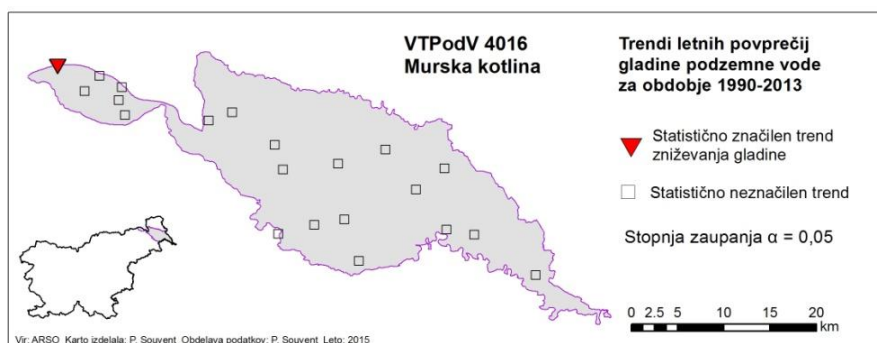 VTPodV 4016
Murska kotlina
Trendi letnih povprečij
gladine podzemne vode
za obdobje 1990-2013
Statistično značilen trend
zniževanja gladine
Statistično neznačilen trend
Stopnja zaupanja α = 0,05
0 2.5 5 10 15 20
km
Vir: ARSO Karto izdelala: P. Souvent Obdelava podatkov: P. Souvent Leto: 2015